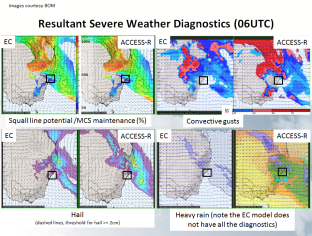 Images courtesy BOM
Resultant Severe Weather Diagnostics (06UTC)
EC
ACCESS-R
EC
ACCESS-R
Squall line potential /MCS maintenance (%)
Convective gusts
EC
ACCESS-R
EC
ACCESS-R
Hail
(dashed lines, threshold for hail >= 2cm)
Heavy rain (note the EC model does
not have all the diagnostics)